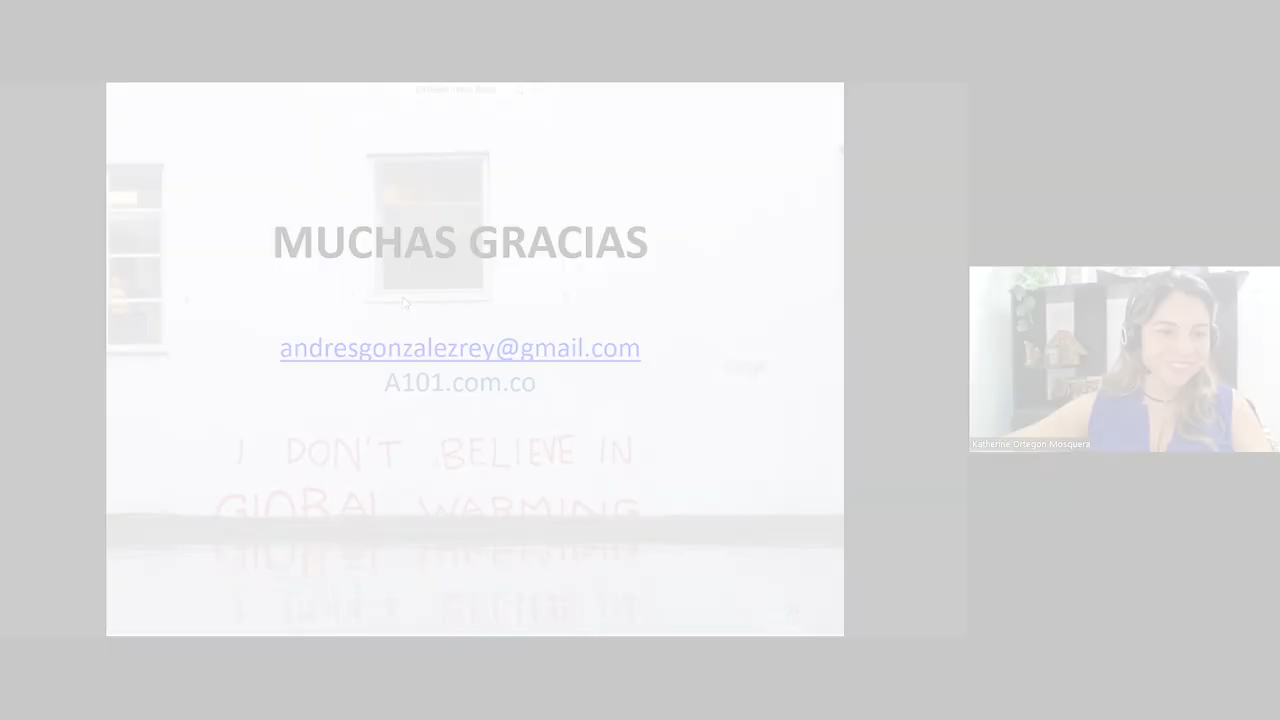 MUCHAS GRACIAS
andresgonzalezrey@gmail.com
A101.com.co
I DON'T BELIEVE IN
GLOBAL WARMING
Katherine Ortegon Mosquera